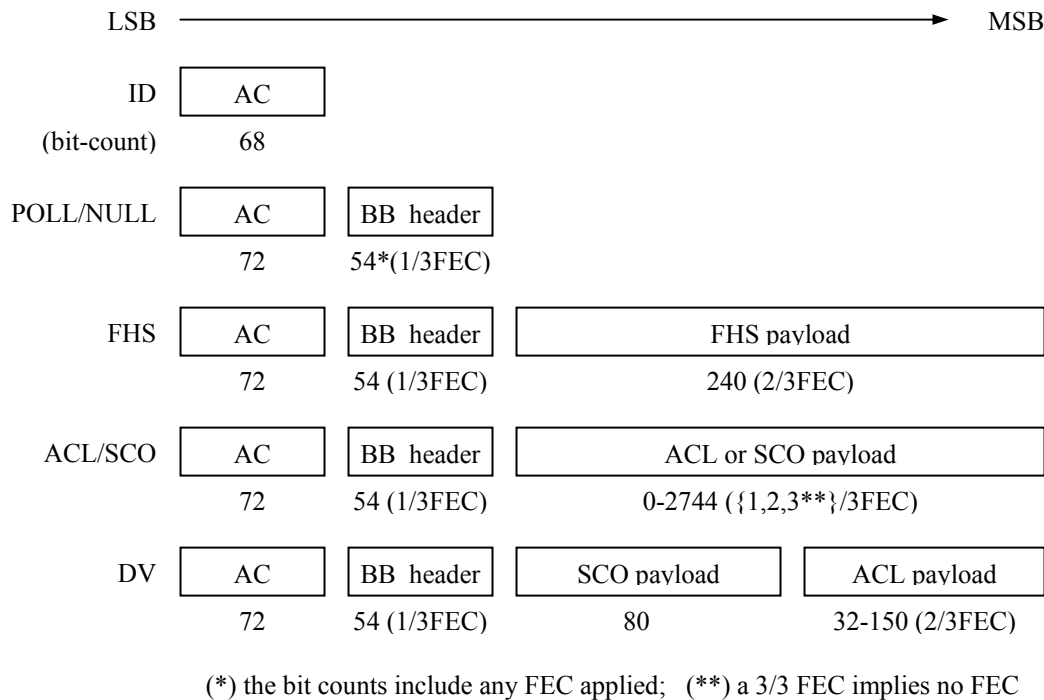 LSB MSB
ID AC
(bit-count) 68
POLL/NULL AC BB header
72 54*(1/3FEC)
FHS AC BB header FHS payload
72 54 (1/3FEC) 240 (2/3FEC)
ACL/SCO AC BB header ACL or SCO payload
72 54 (1/3FEC) 0-2744 ({1,2,3**}/3FEC)
DV AC BB header SCO payload ACL payload
72 54 (1/3FEC) 80 32-150 (2/3FEC)
(*) the bit counts include any FEC applied; (**) a 3/3 FEC implies no FEC